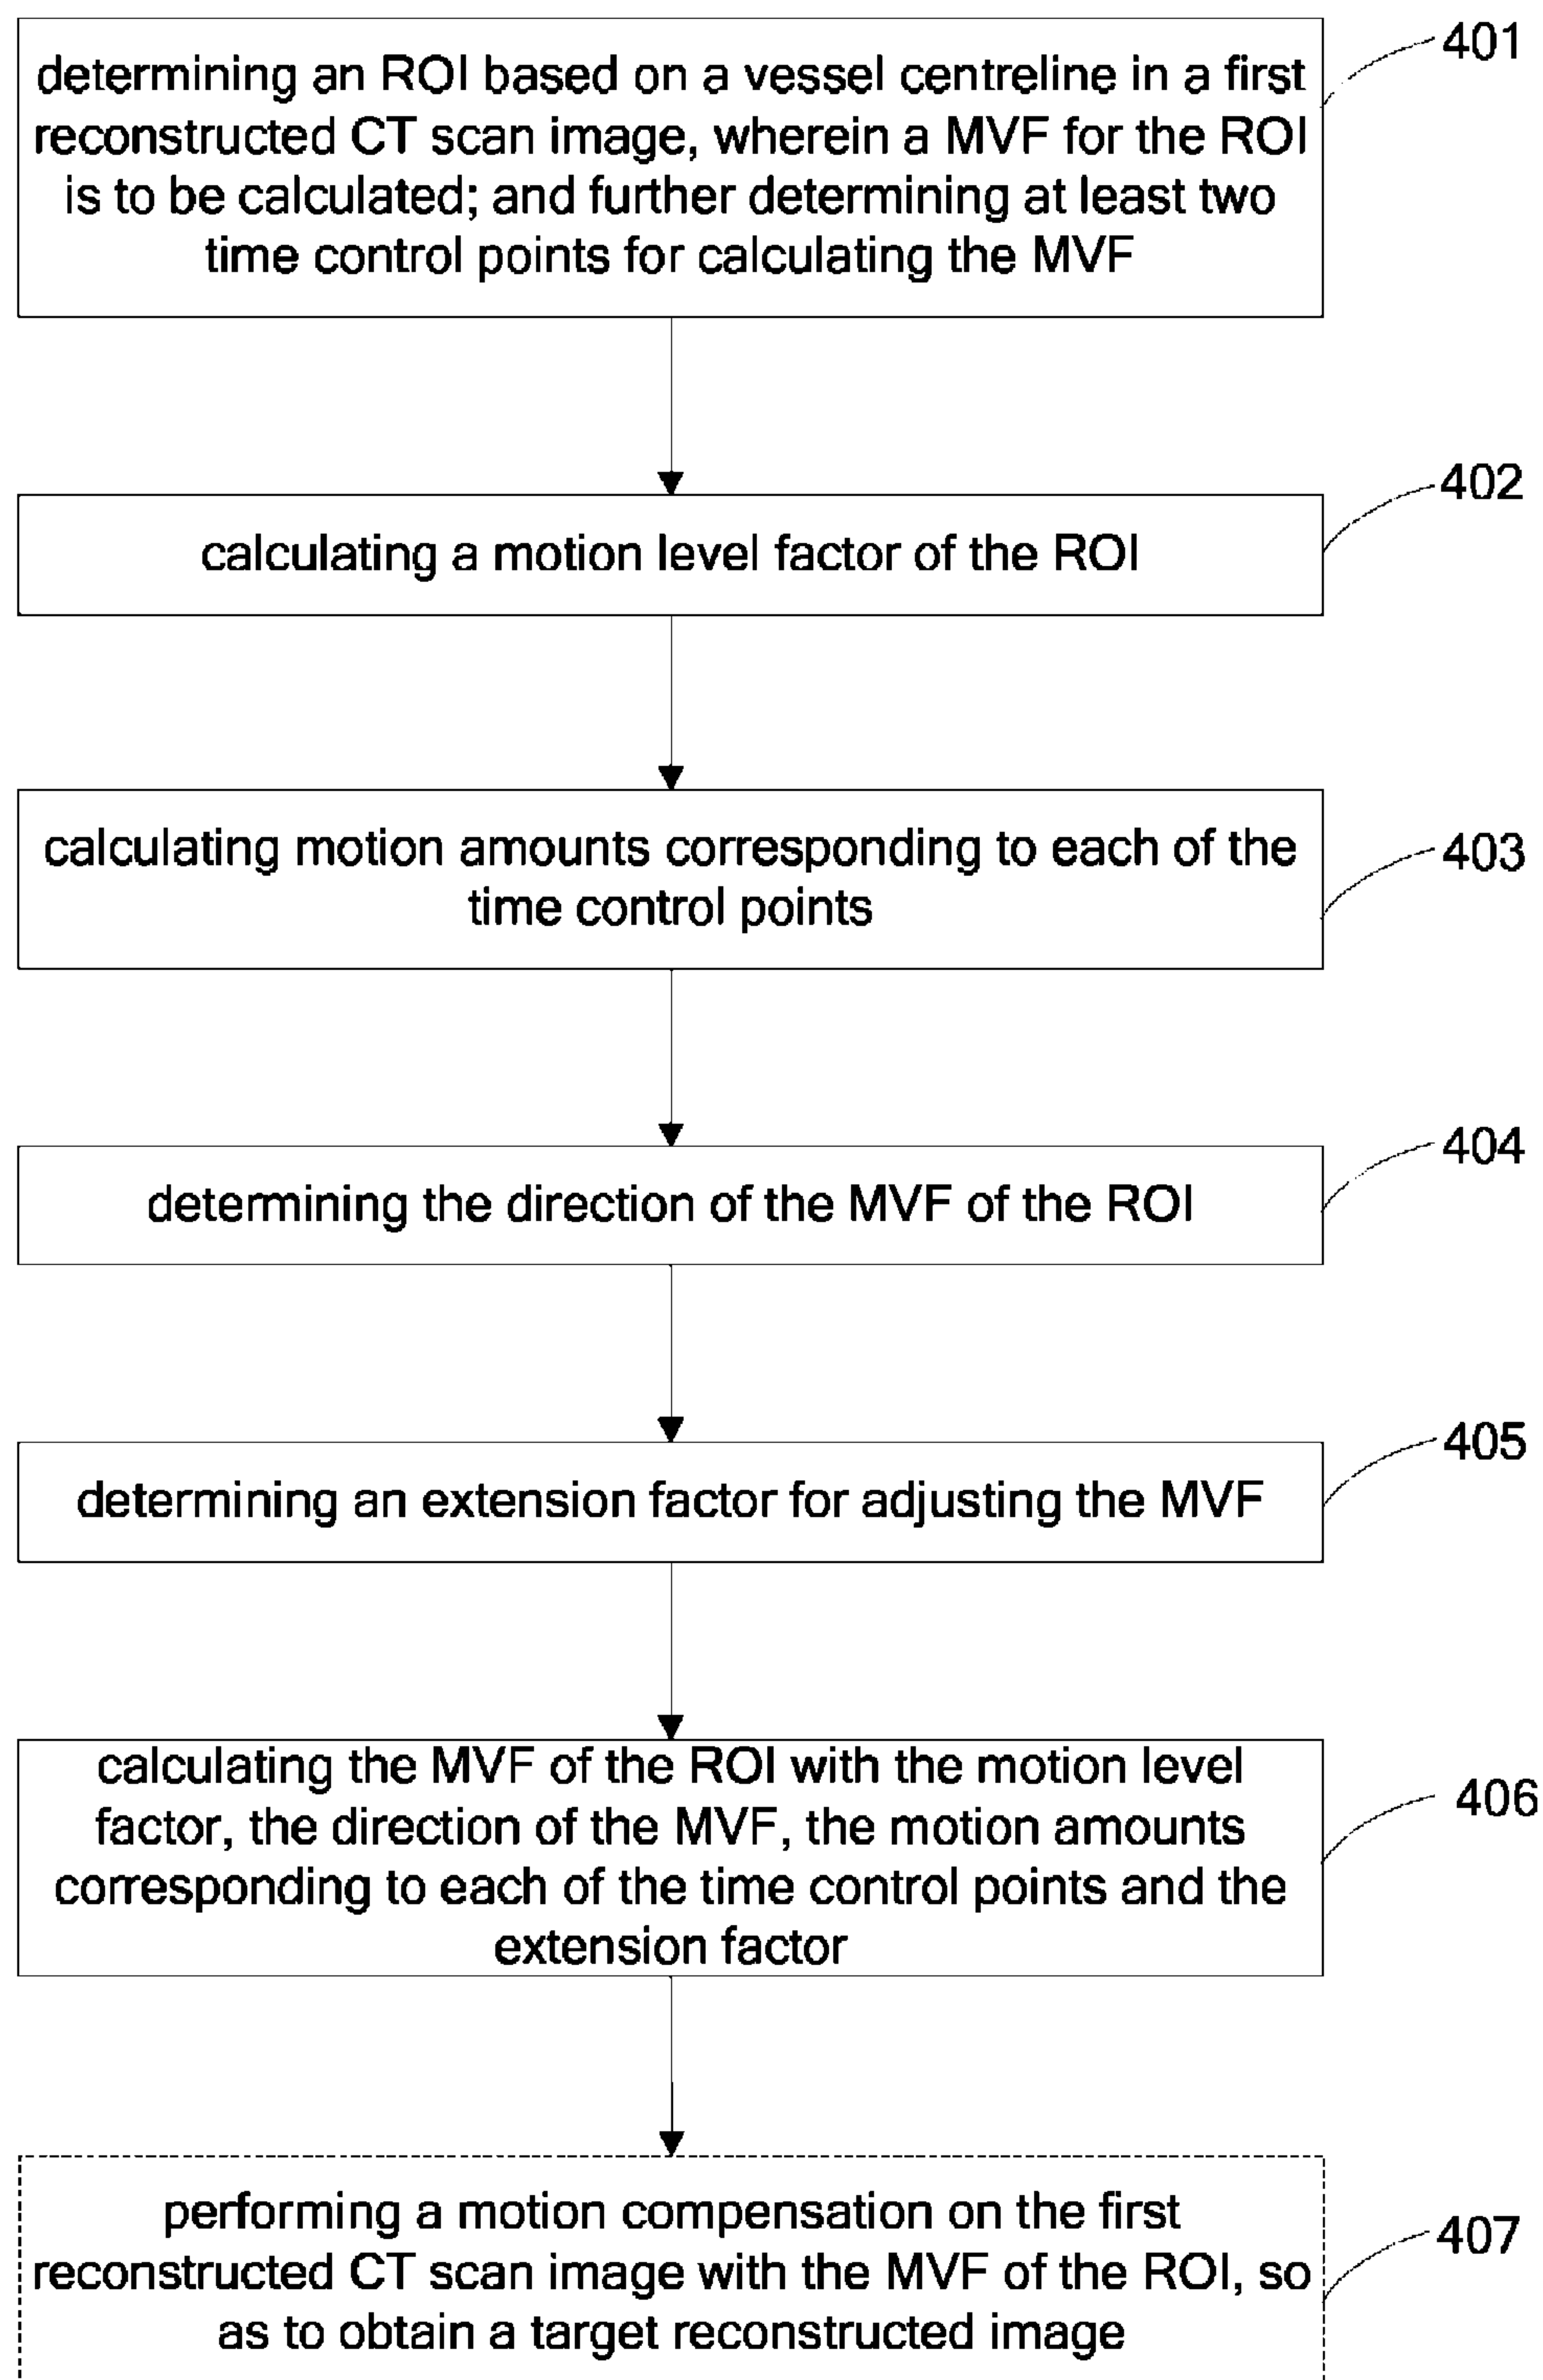 401
determining an ROI based on a vessel centreline in a first
reconstructed CT scan image, wherein a MVF for the ROI
is to be calculated; and further determining at least two
time control points for calculating the MVF
402
calculating a motion level factor of the ROI
403
calculating motion amounts corresponding to each of the
time control points
404
determining the direction of the MVF of the ROI
405
determining an extension factor for adjusting the MVF
406
calculating the MVF of the ROI with the motion level
factor, the direction of the MVF, the motion amounts
corresponding to each of the time control points and the
extension factor
407
performing a motion compensation on the first
reconstructed CT scan image with the MVF of the ROI, so
as to obtain a target reconstructed image